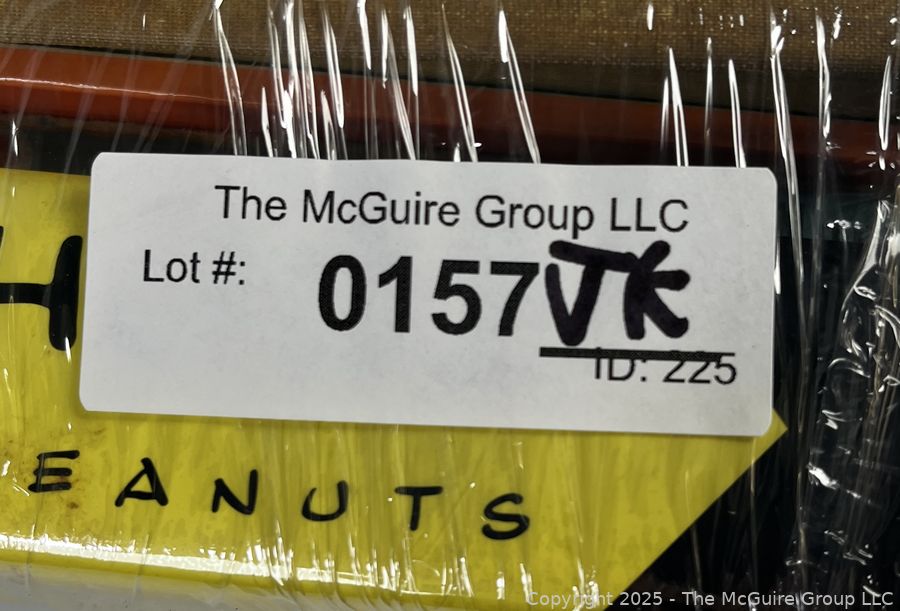 The McGuire Group LLC
Lot #: 0157VK
ID: 225
H
EANUTS
Copyright 2025 - The McGuire Group LLC